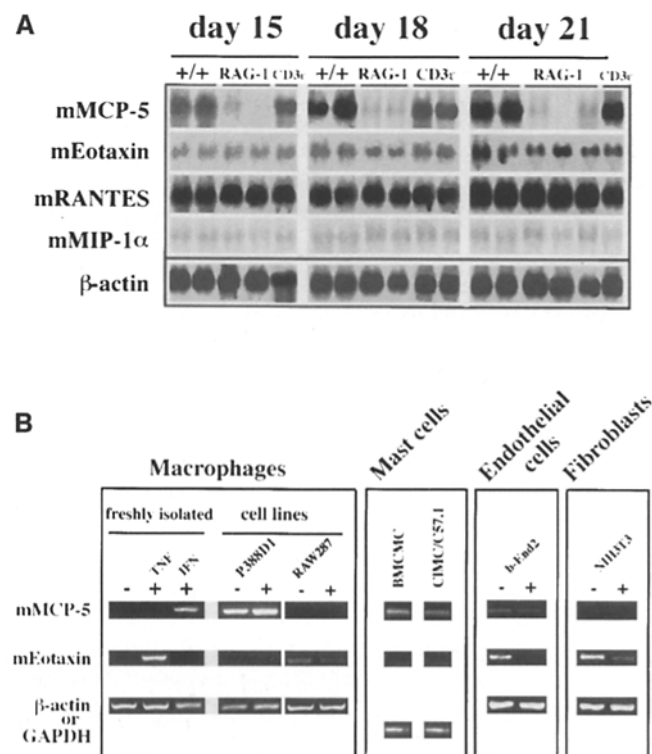 A
day 15 day 18 day 21
+/+ RAG-1 CD3ε +/+ RAG-1 CD3ε +/+ RAG-1 CD3ε
mMCP-5
mEotaxin
mRANTES
mMIP-1α
β-actin
B
Macrophages Mast cells Endothelial cells Fibroblasts
freshly isolated cell lines
TNF IFN P388D1 RAW287 BMCMC CIMC/C57.1 b-End2 NIH3T3
- + + - + - + - + - +
mMCP-5
mEotaxin
β-actin
or
GAPDH